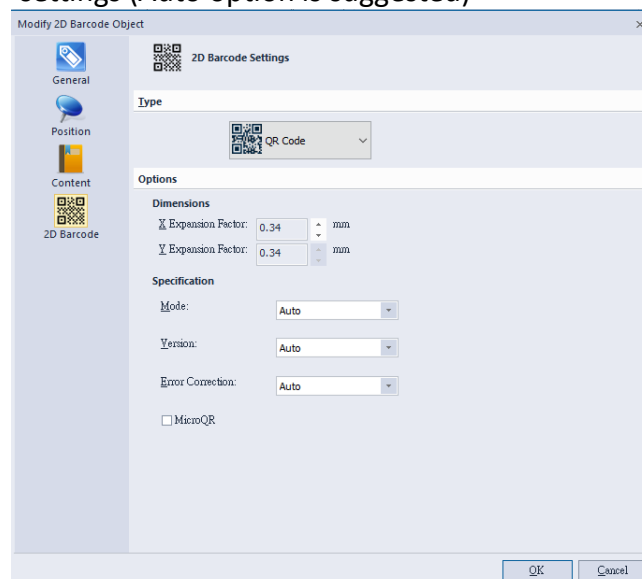 settings (Auto option is suggested)
Modify 2D Barcode Object
General
Position
Content
2D Barcode
2D Barcode Settings
Type
QR Code
Options
Dimensions
X Expansion Factor: 0.34 mm
Y Expansion Factor: 0.34 mm
Specification
Mode: Auto
Version: Auto
Error Correction: Auto
MicroQR
OK Cancel